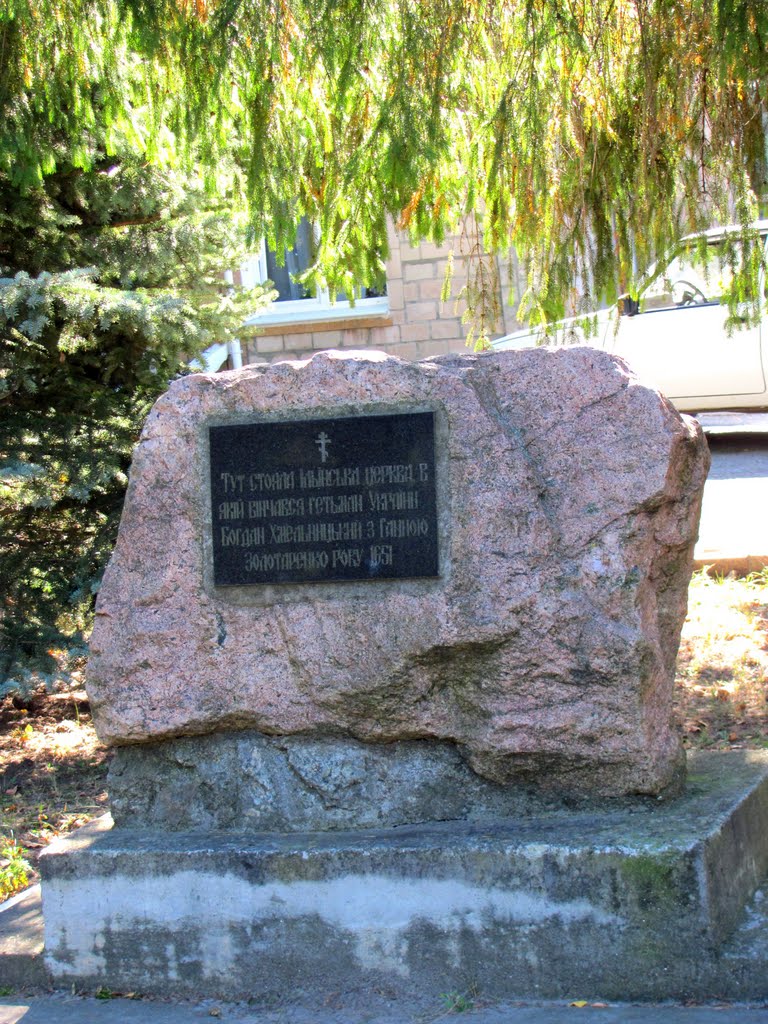 Тут стояла Іллінська церква, в
якій вінчався гетьман України
Богдан Хмельницький з Ганною
Золотаренко року 1651